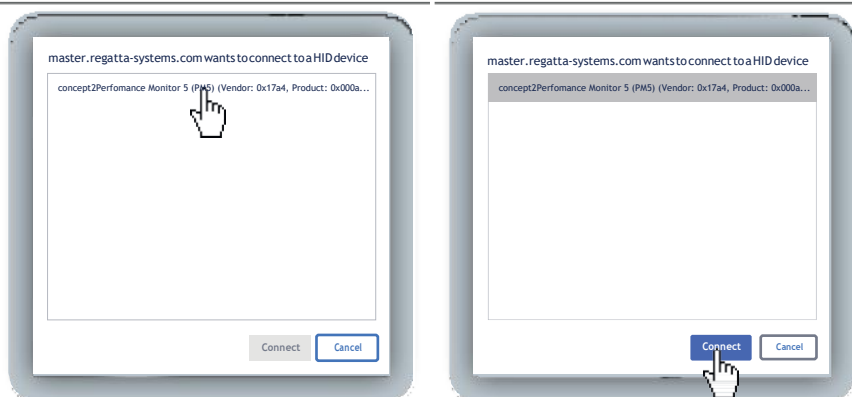 master.regatta-systems.com wants to connect to a HID device
concept2Perfomance Monitor 5 (PM5) (Vendor: 0x17a4, Product: 0x000a...
Connect
Cancel
master.regatta-systems.com wants to connect to a HID device
concept2Perfomance Monitor 5 (PM5) (Vendor: 0x17a4, Product: 0x000a...
Connect
Cancel